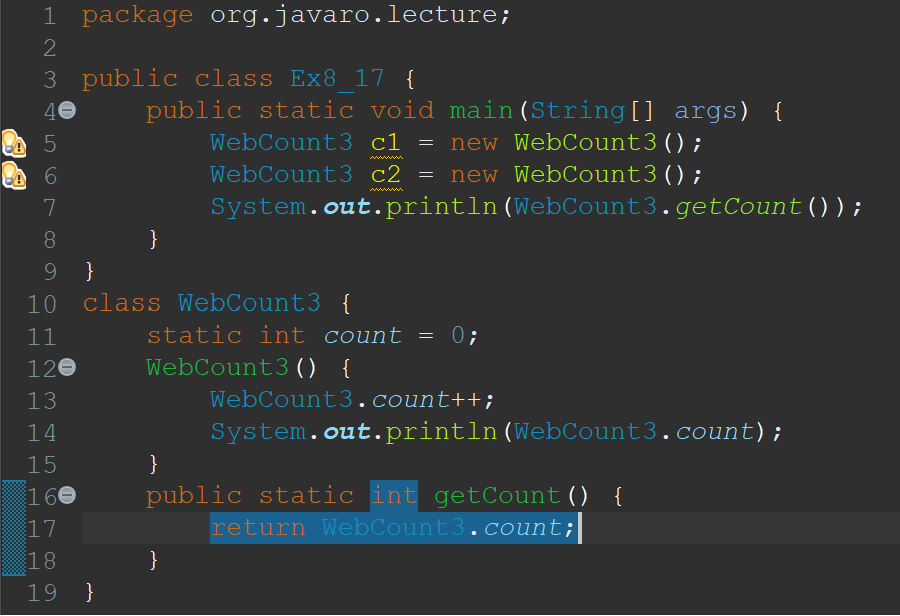 1 package org.javaro.lecture;
2
3 public class Ex8_17 {
4     public static void main(String[] args) {
5         WebCount3 c1 = new WebCount3();
6         WebCount3 c2 = new WebCount3();
7         System.out.println(WebCount3.getCount());
8     }
9 }
10 class WebCount3 {
11     static int count = 0;
12     WebCount3() {
13         WebCount3.count++;
14         System.out.println(WebCount3.count);
15     }
16     public static int getCount() {
17         return WebCount3.count;
18     }
19 }